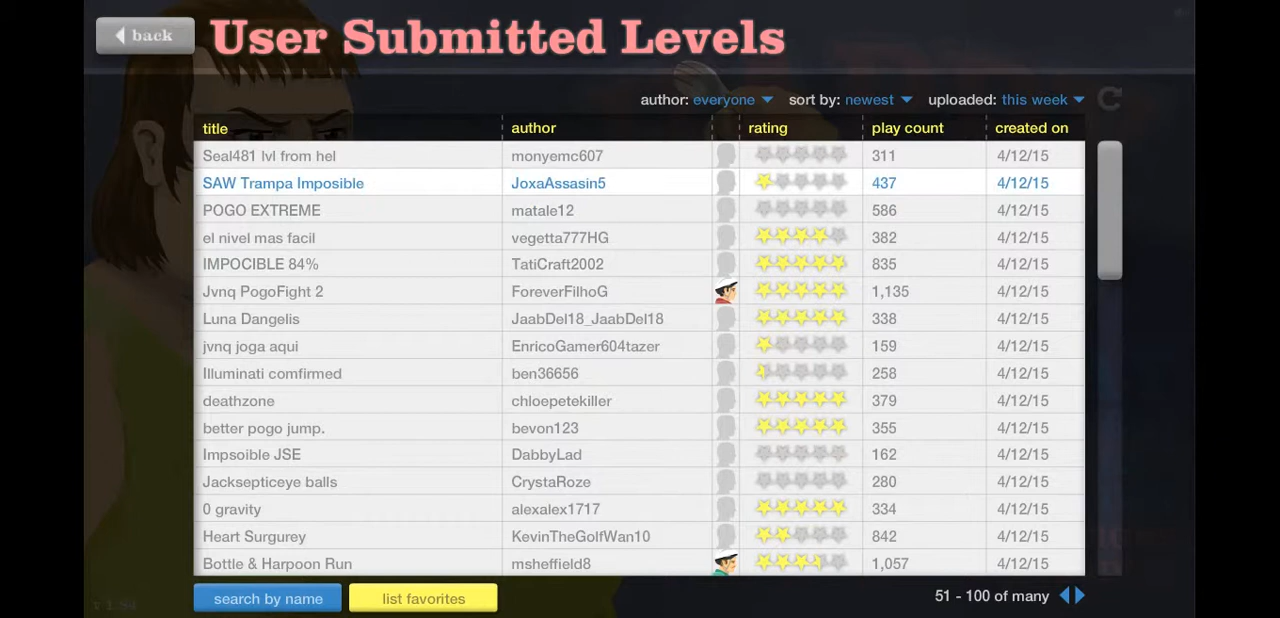 back
User Submitted Levels
author: everyone sort by: newest uploaded: this week
title author rating play count created on
Seal481 lvl from hel monyemc607 311 4/12/15
SAW Trampa Imposible JoxaAssasin5 437 4/12/15
POGO EXTREME matale12 586 4/12/15
el nivel mas facil vegetta777HG 382 4/12/15
IMPOCIBLE 84% TatiCraft2002 835 4/12/15
Jvnq PogoFight 2 ForeverFilhoG 1,135 4/12/15
Luna Dangelis JaabDel18_JaabDel18 338 4/12/15
jvnq joga aqui EnricoGamer604tazer 159 4/12/15
Illuminati comfirmed ben36656 258 4/12/15
deathzone chloepetekiller 379 4/12/15
better pogo jump. bevon123 355 4/12/15
Impsoible JSE DabbyLad 162 4/12/15
Jacksepticeye balls CrystaRoze 280 4/12/15
0 gravity alexalex1717 334 4/12/15
Heart Surgurey KevinTheGolfWan10 842 4/12/15
Bottle & Harpoon Run msheffield8 1,057 4/12/15
search by name list favorites 51 - 100 of many
v 1.84